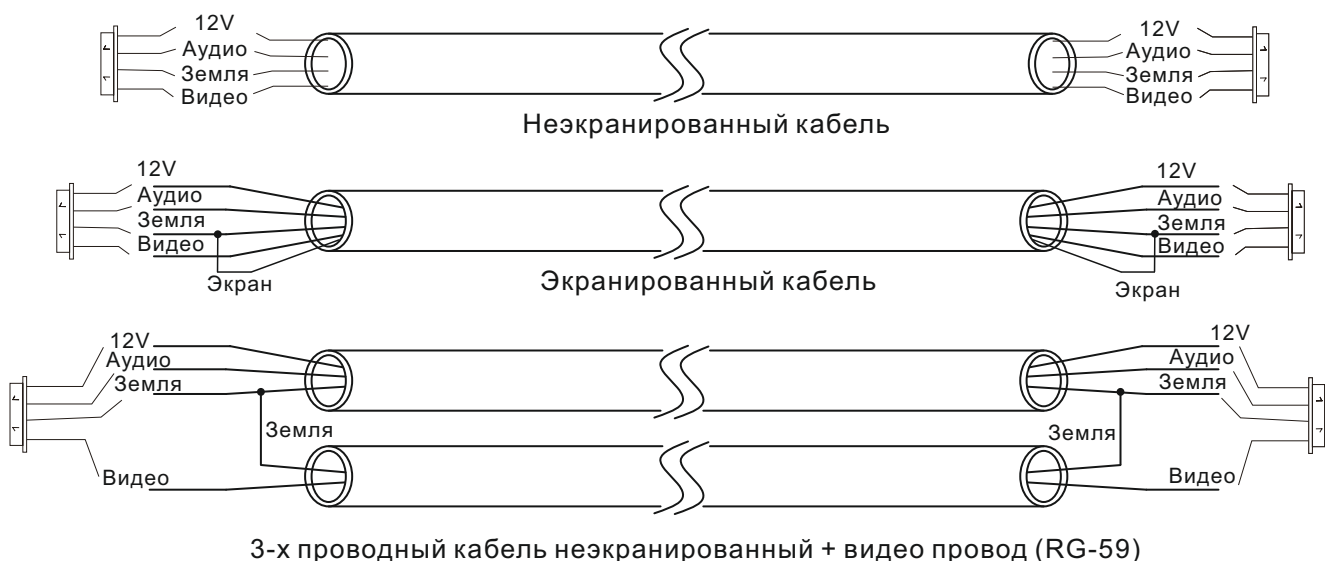 12V 12V
Аудио Аудио
Земля Земля
Видео Видео
Неэкранированный кабель
12V 12V
Аудио Аудио
Земля Земля
Видео Видео
Экран Экранированный кабель Экран
12V 12V
Аудио Аудио
Земля Земля
Земля Земля
Видео Видео
3-х проводный кабель неэкранированный + видео провод (RG-59)